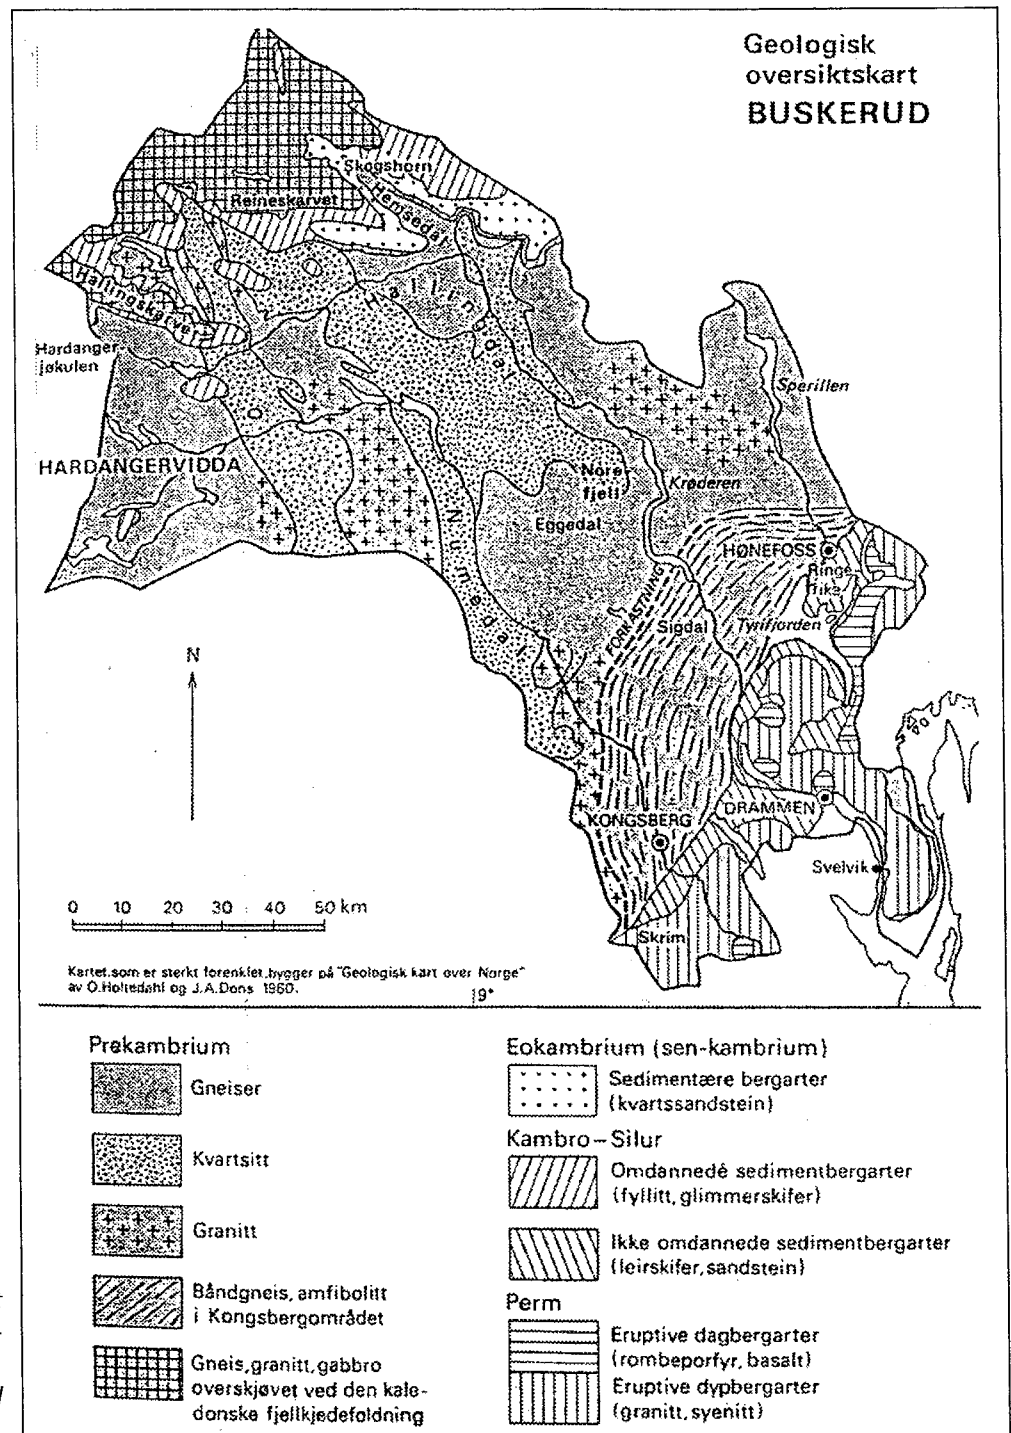 Geologisk
oversiktskart
BUSKERUD
Skogshorn
Hemsedal
Reineskarvet
Hallingskarvet
Hallingdal
Hardanger-
jøkulen
Sperillen
HARDANGERVIDDA
Nore-
fjell
Krøderen
Eggedal
Numedal
HØNEFOSS
Ringe-
rike
FORKASTNING
Sigdal
Tyrifjorden
N
DRAMMEN
KONGSBERG
Svelvik
Skrim
0 10 20 30 40 50 km
Kartet, som er sterkt forenklet, bygger på "Geologisk kart over Norge"
av O. Holtedahl og J.A. Dons 1960.
9°
Prekambrium
Gneiser
Kvartsitt
Granitt
Båndgneis, amfibolitt
i Kongsbergområdet
Gneis, granitt, gabbro
overskjøvet ved den kale-
donske fjellkjedefoldning
Eokambrium (sen-kambrium)
Sedimentære bergarter
(kvartssandstein)
Kambro – Silur
Omdannede sedimentbergarter
(fyllitt, glimmerskifer)
Ikke omdannede sedimentbergarter
(leirskifer, sandstein)
Perm
Eruptive dagbergarter
(rombeporfyr, basalt)
Eruptive dypbergarter
(granitt, syenitt)